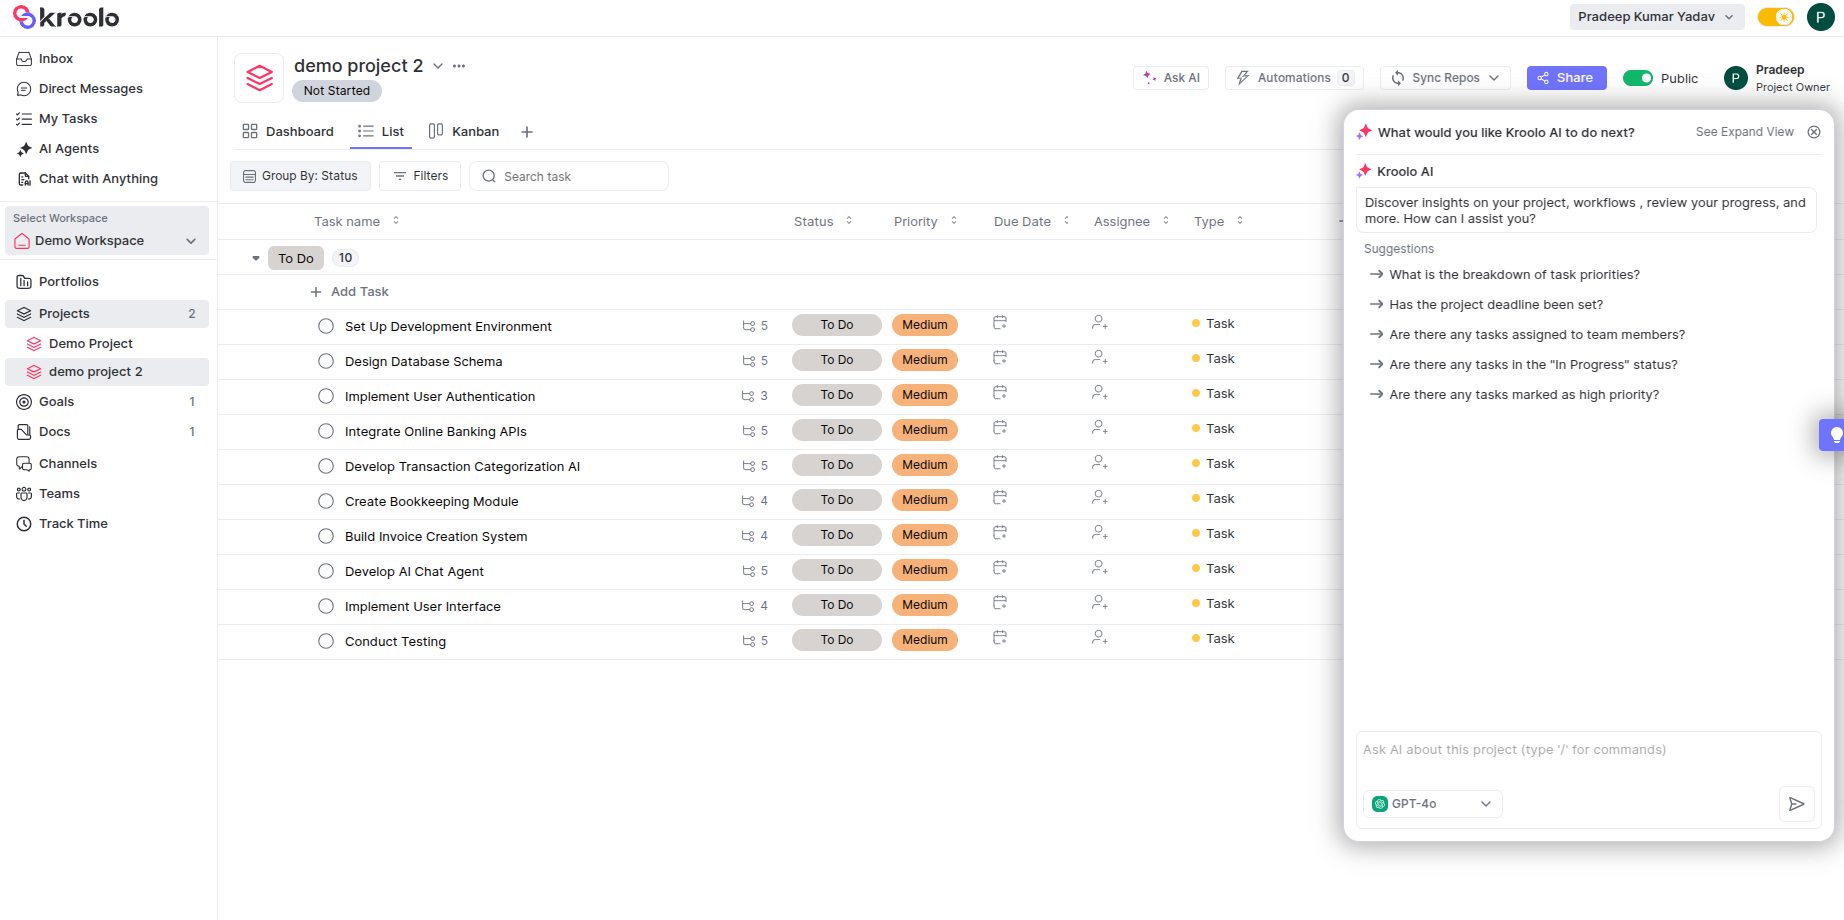 kroolo
Pradeep Kumar Yadav
P
Inbox
Direct Messages
My Tasks
AI Agents
Chat with Anything
Select Workspace
Demo Workspace
Portfolios
Projects 2
Demo Project
demo project 2
Goals 1
Docs 1
Channels
Teams
Track Time
demo project 2
Not Started
Ask AI
Automations 0
Sync Repos
Share
Public
P
Pradeep
Project Owner
Dashboard
List
Kanban
Group By: Status
Filters
Search task
Task name Status Priority Due Date Assignee Type
To Do 10
Add Task
Set Up Development Environment 5 To Do Medium Task
Design Database Schema 5 To Do Medium Task
Implement User Authentication 3 To Do Medium Task
Integrate Online Banking APIs 5 To Do Medium Task
Develop Transaction Categorization AI 5 To Do Medium Task
Create Bookkeeping Module 4 To Do Medium Task
Build Invoice Creation System 4 To Do Medium Task
Develop AI Chat Agent 5 To Do Medium Task
Implement User Interface 4 To Do Medium Task
Conduct Testing 5 To Do Medium Task
What would you like Kroolo AI to do next? See Expand View
Kroolo AI
Discover insights on your project, workflows , review your progress, and
more. How can I assist you?
Suggestions
What is the breakdown of task priorities?
Has the project deadline been set?
Are there any tasks assigned to team members?
Are there any tasks in the "In Progress" status?
Are there any tasks marked as high priority?
Ask AI about this project (type '/' for commands)
GPT-4o